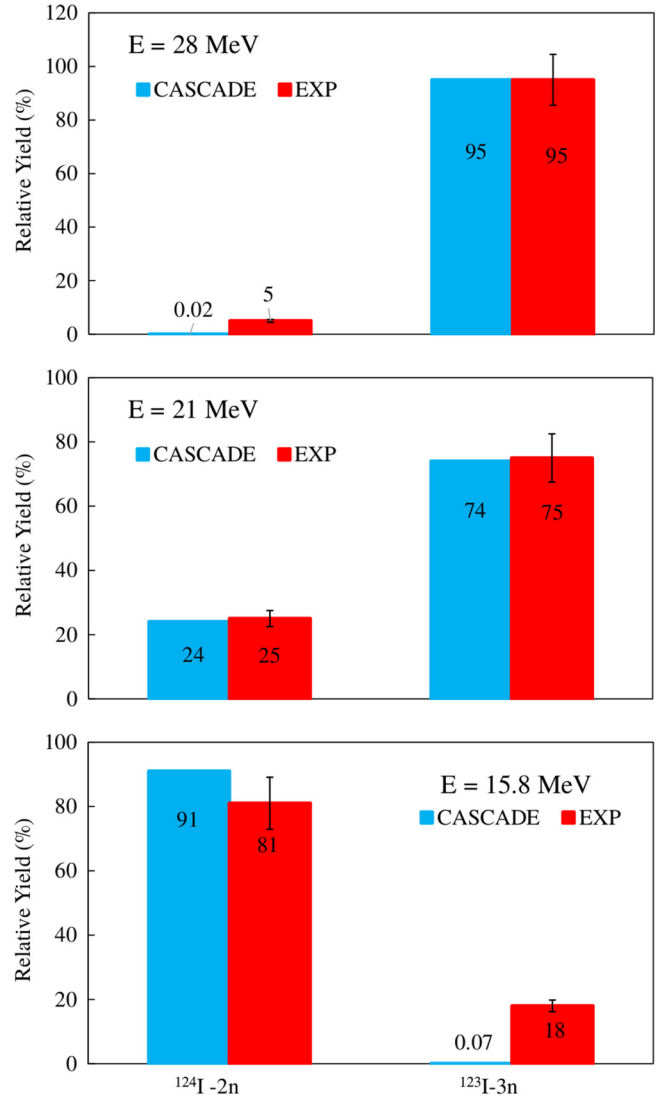 120
E = 28 MeV
100
CASCADE EXP
80
95 95
60
40
20
0.02 5
0
Relative Yield (%)
100
E = 21 MeV
80
CASCADE EXP
60
74 75
40
20
24 25
0
Relative Yield (%)
100
E = 15.8 MeV
80
CASCADE EXP
91 81
60
40
20
0.07 18
0
Relative Yield (%)
¹²⁴I -2n ¹²³I-3n